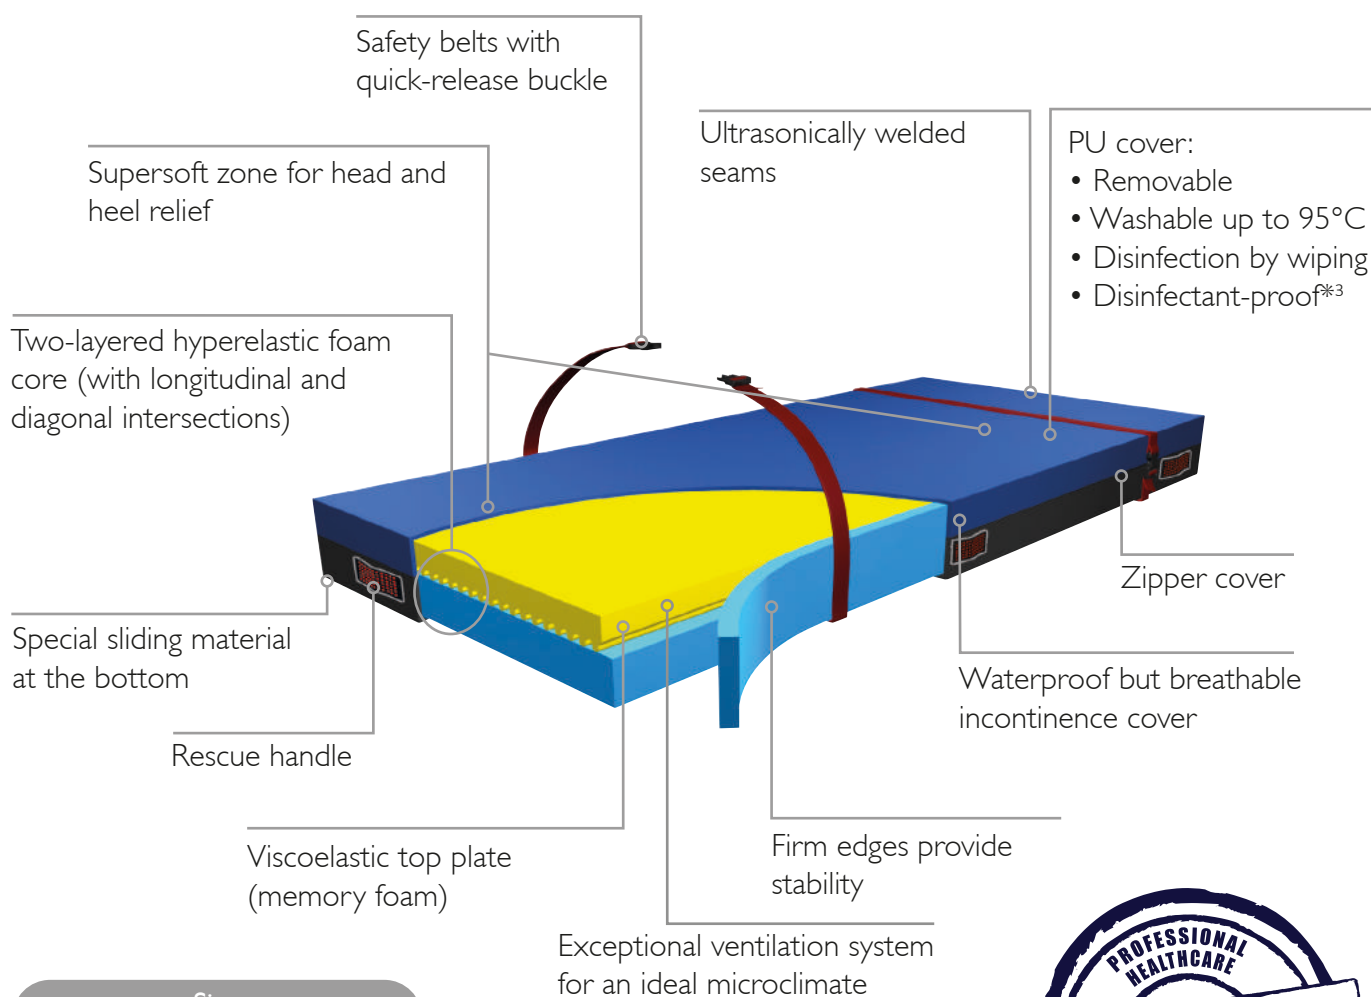 Safety belts with
quick-release buckle
Ultrasonically welded
seams
PU cover:
• Removable
• Washable up to 95°C
• Disinfection by wiping
• Disinfectant-proof※3
Supersoft zone for head and
heel relief
Two-layered hyperelastic foam
core (with longitudinal and
diagonal intersections)
Zipper cover
Special sliding material
at the bottom
Waterproof but breathable
incontinence cover
Rescue handle
Viscoelastic top plate
(memory foam)
Firm edges provide
stability
Exceptional ventilation system
for an ideal microclimate
PROFESSIONAL
HEALTHCARE